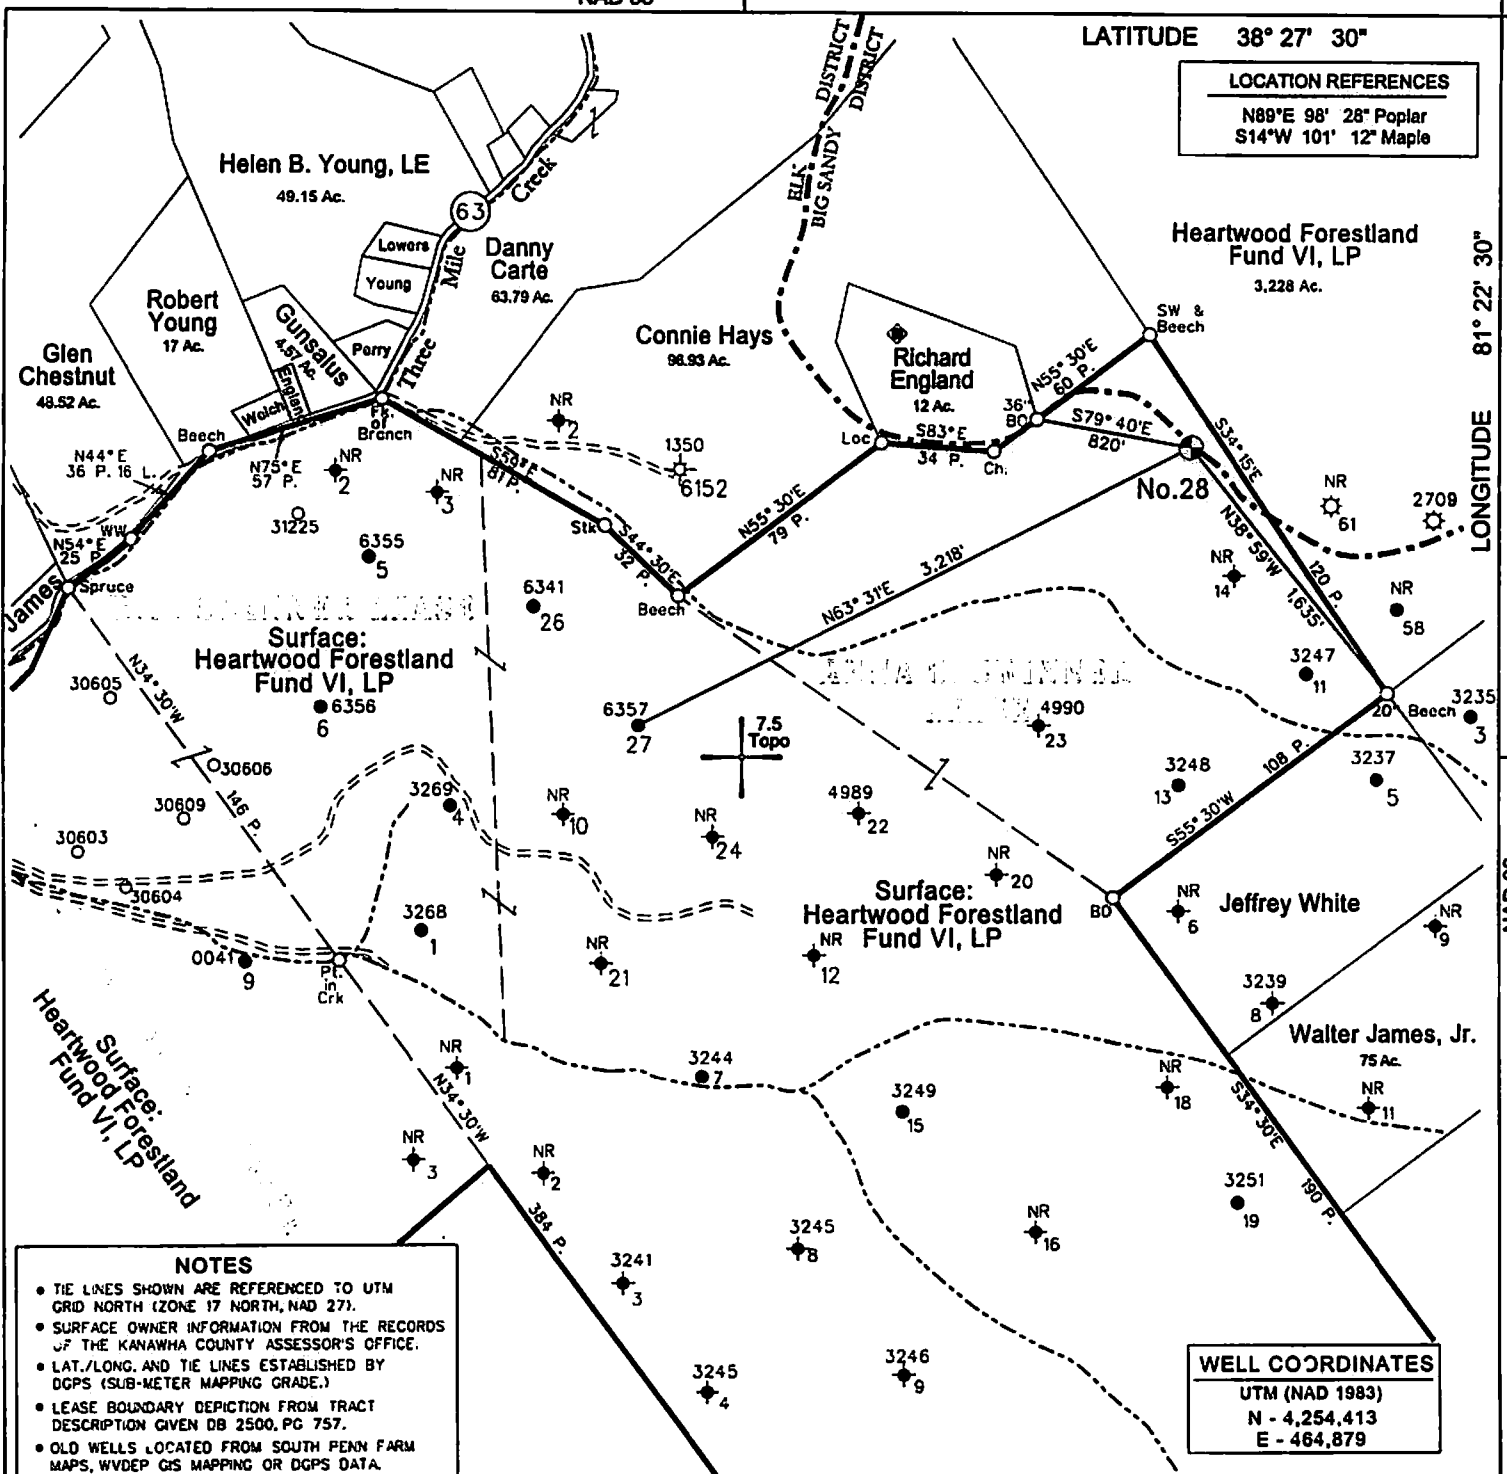 LATITUDE 38° 27' 30"
LOCATION REFERENCES
N89°E 98' 28" Poplar
S14°W 101' 12" Maple
LONGITUDE 81° 22' 30"
ELK DISTRICT
BIG SANDY DISTRICT
Helen B. Young, LE
49.15 Ac.
63
Three Mile Creek
Lowers
Young
Danny
Carte
63.79 Ac.
Robert
Young
17 Ac.
Gunsalus
4.57 Ac.
England
Perry
Welch
Glen
Chestnut
48.52 Ac.
Connie Hays
96.93 Ac.
Richard
England
12 Ac.
Heartwood Forestland
Fund VI, LP
3,228 Ac.
SW &
Beech
N55° 30'E
60 P.
36"
BO
S79° 40'E
820'
S34° 15'E
120 P.
Loc
S83°E
34 P.
Ch.
No.28
N38° 59'W
1,635'
NR
61
2709
NR
14
NR
58
Beech
Fk.
of
Branch
N44°E
36 P. 16 L.
N75°E
57 P.
NR
2
NR
3
NR
2
1350
6152
S59°E
81 P.
31225
6355
5
WW
N54°E
25 P.
Spruce
James
Stk
S44° 30'E
32 P.
Beech
N55° 30'E
79 P.
N63° 31'E 3,218'
6341
26
Surface:
Heartwood Forestland
Fund VI, LP
N34° 30'W
146 P.
30605
6356
6
6357
27
7.5
Topo
4990
23
3247
11
20" Beech
3235
3
30606
30609
30603
30604
3269
4
NR
10
NR
24
4989
22
3248
13
108 P.
S55° 30'W
3237
5
NR
20
BO
NR
6
Jeffrey White
NR
9
Surface:
Heartwood Forestland
Fund VI, LP
3268
1
0041
9
Pt.
in
Crk
NR
21
NR
12
3239
8
Walter James, Jr.
75 Ac.
NR
11
Surface:
Heartwood Forestland
Fund VI, LP
NR
1
N34° 30'W
3244
7
3249
15
NR
18
S34° 30'E
190 P.
NR
3
NR
2
384 P.
3251
19
NR
16
3245
8
3241
3
3245
4
3246
9
NOTES
• TIE LINES SHOWN ARE REFERENCED TO UTM
GRID NORTH (ZONE 17 NORTH, NAD 27).
• SURFACE OWNER INFORMATION FROM THE RECORDS
OF THE KANAWHA COUNTY ASSESSOR'S OFFICE.
• LAT./LONG. AND TIE LINES ESTABLISHED BY
DGPS (SUB-METER MAPPING GRADE.)
• LEASE BOUNDARY DEPICTION FROM TRACT
DESCRIPTION GIVEN DB 2500, PG 757.
• OLD WELLS LOCATED FROM SOUTH PENN FARM
MAPS, WVDEP GIS MAPPING OR DGPS DATA.
WELL COORDINATES
UTM (NAD 1983)
N - 4,254,413
E - 464,879